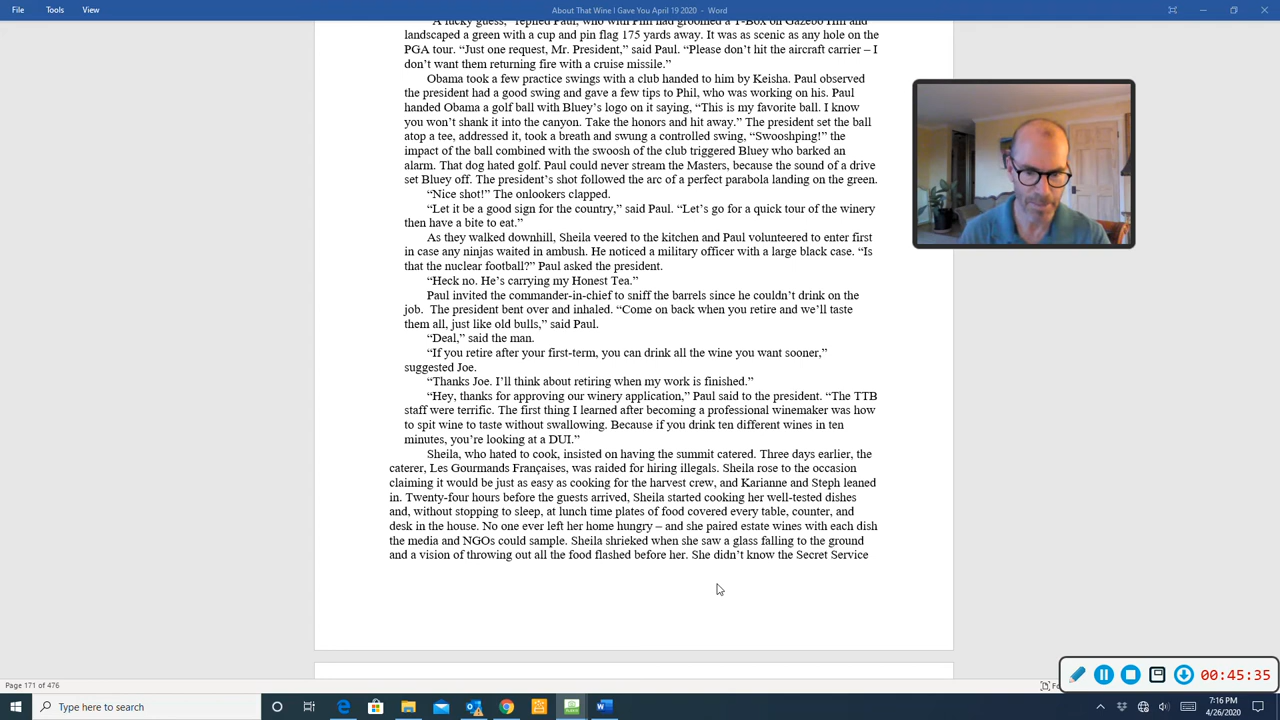 About That Wine I Gave You April 19 2020 - Word
File Tools View
“A lucky guess,” replied Paul, who with Phil had groomed a T-Box on Gazebo Hill and
landscaped a green with a cup and pin flag 175 yards away. It was as scenic as any hole on the
PGA tour. “Just one request, Mr. President,” said Paul. “Please don’t hit the aircraft carrier – I
don’t want them returning fire with a cruise missile.”
Obama took a few practice swings with a club handed to him by Keisha. Paul observed
the president had a good swing and gave a few tips to Phil, who was working on his. Paul
handed Obama a golf ball with Bluey’s logo on it saying, “This is my favorite ball. I know
you won’t shank it into the canyon. Take the honors and hit away.” The president set the ball
atop a tee, addressed it, took a breath and swung a controlled swing, “Swooshping!” the
impact of the ball combined with the swoosh of the club triggered Bluey who barked an
alarm. That dog hated golf. Paul could never stream the Masters, because the sound of a drive
set Bluey off. The president’s shot followed the arc of a perfect parabola landing on the green.
“Nice shot!” The onlookers clapped.
“Let it be a good sign for the country,” said Paul. “Let’s go for a quick tour of the winery
then have a bite to eat.”
As they walked downhill, Sheila veered to the kitchen and Paul volunteered to enter first
in case any ninjas waited in ambush. He noticed a military officer with a large black case. “Is
that the nuclear football?” Paul asked the president.
“Heck no. He’s carrying my Honest Tea.”
Paul invited the commander-in-chief to sniff the barrels since he couldn’t drink on the
job.  The president bent over and inhaled. “Come on back when you retire and we’ll taste
them all, just like old bulls,” said Paul.
“Deal,” said the man.
“If you retire after your first-term, you can drink all the wine you want sooner,”
suggested Joe.
“Thanks Joe. I’ll think about retiring when my work is finished.”
“Hey, thanks for approving our winery application,” Paul said to the president. “The TTB
staff were terrific. The first thing I learned after becoming a professional winemaker was how
to spit wine to taste without swallowing. Because if you drink ten different wines in ten
minutes, you’re looking at a DUI.”
Sheila, who hated to cook, insisted on having the summit catered. Three days earlier, the
caterer, Les Gourmands Françaises, was raided for hiring illegals. Sheila rose to the occasion
claiming it would be just as easy as cooking for the harvest crew, and Karianne and Steph leaned
in. Twenty-four hours before the guests arrived, Sheila started cooking her well-tested dishes
and, without stopping to sleep, at lunch time plates of food covered every table, counter, and
desk in the house. No one ever left her home hungry – and she paired estate wines with each dish
the media and NGOs could sample. Sheila shrieked when she saw a glass falling to the ground
and a vision of throwing out all the food flashed before her. She didn’t know the Secret Service
Page 171 of 476
00:45:35
Type here to search
7:16 PM
4/26/2020